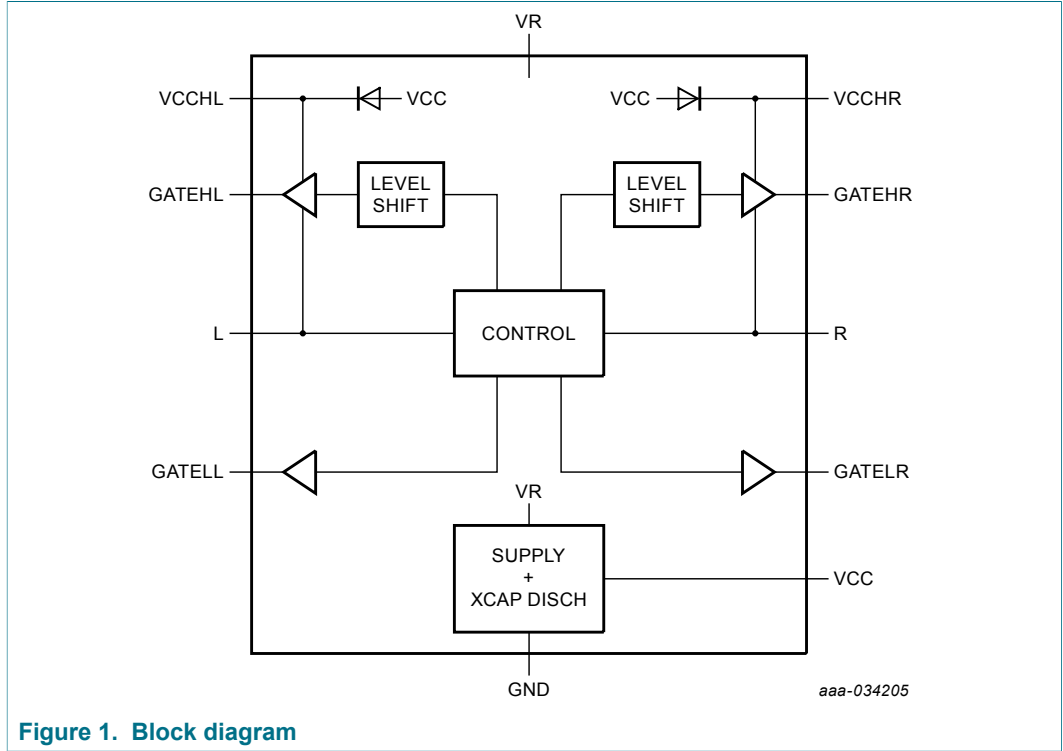 VR
VCCHL
VCC
VCC
VCCHR
GATEHL
LEVEL
SHIFT
LEVEL
SHIFT
GATEHR
L
CONTROL
R
GATELL
GATELR
VR
SUPPLY
+
XCAP DISCH
VCC
GND
aaa-034205
Figure 1. Block diagram